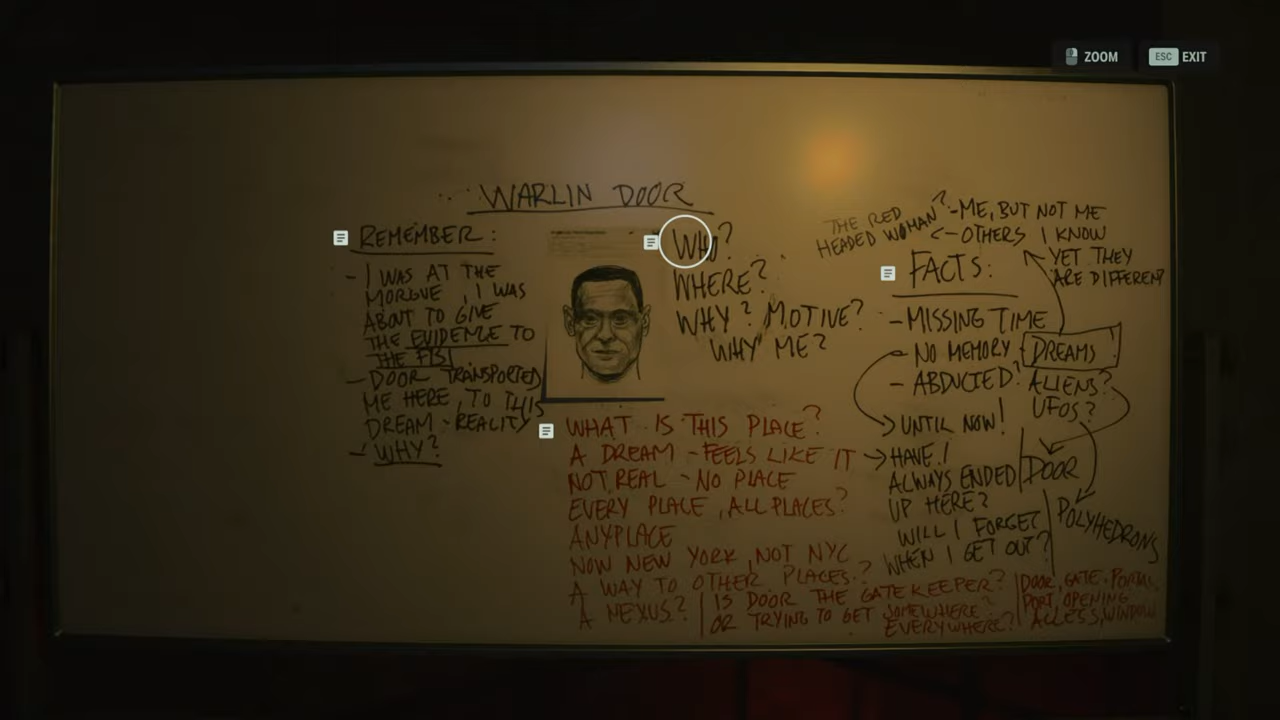 ZOOM
ESC EXIT
WARLIN DOOR
REMEMBER:
- I WAS AT THE
MORGUE, I WAS
ABOUT TO GIVE
THE EVIDENCE TO
THE FBI
- DOOR TRANSPORTED
ME HERE, TO THIS
DREAM-REALITY
- WHY?
WHO?
WHERE?
WHY? MOTIVE?
WHY ME?
THE RED
HEADED WOMAN?
- ME, BUT NOT ME
<- OTHERS I KNOW
YET THEY
ARE DIFFERENT
FACTS:
- MISSING TIME
- NO MEMORY
- ABDUCTED?
DREAMS
ALIENS?
UFOS?
UNTIL NOW!
HAVE I
ALWAYS ENDED
UP HERE?
WILL I FORGET
WHEN I GET OUT?
DOOR
POLYHEDRONS
WHAT IS THIS PLACE?
A DREAM - FEELS LIKE IT
NOT REAL - NO PLACE
EVERY PLACE, ALL PLACES?
ANYPLACE
NOW NEW YORK, NOT NYC
A WAY TO OTHER PLACES?
A NEXUS?
IS DOOR THE GATEKEEPER?
OR TRYING TO GET SOMEWHERE?
EVERYWHERE?
DOOR, GATE, PORTAL,
PORT, OPENING
ACCESS, WINDOW